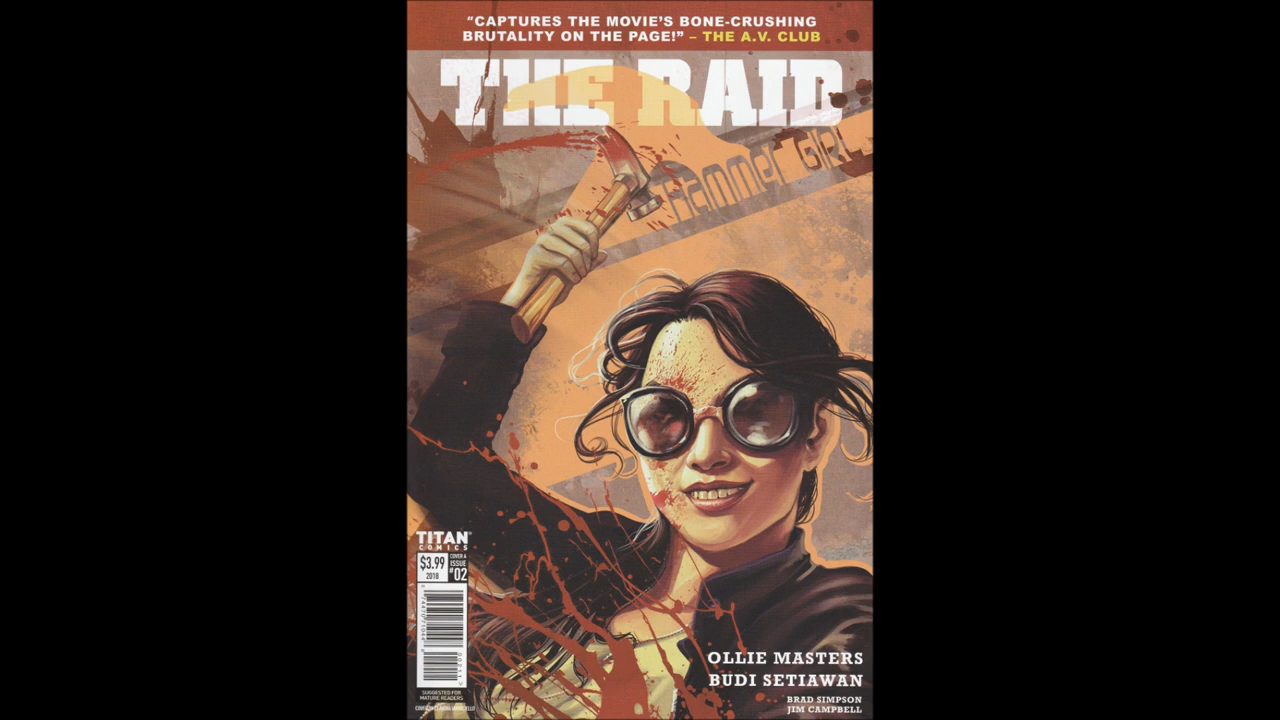 “CAPTURES THE MOVIE’S BONE-CRUSHING
BRUTALITY ON THE PAGE!” – THE A.V. CLUB
THE RAID
HAMMER GIRL
TITAN
COMICS
$3.99
2018
COVER A
ISSUE
#02
SUGGESTED FOR
MATURE READERS
OLLIE MASTERS
BUDI SETIAWAN
BRAD SIMPSON
JIM CAMPBELL